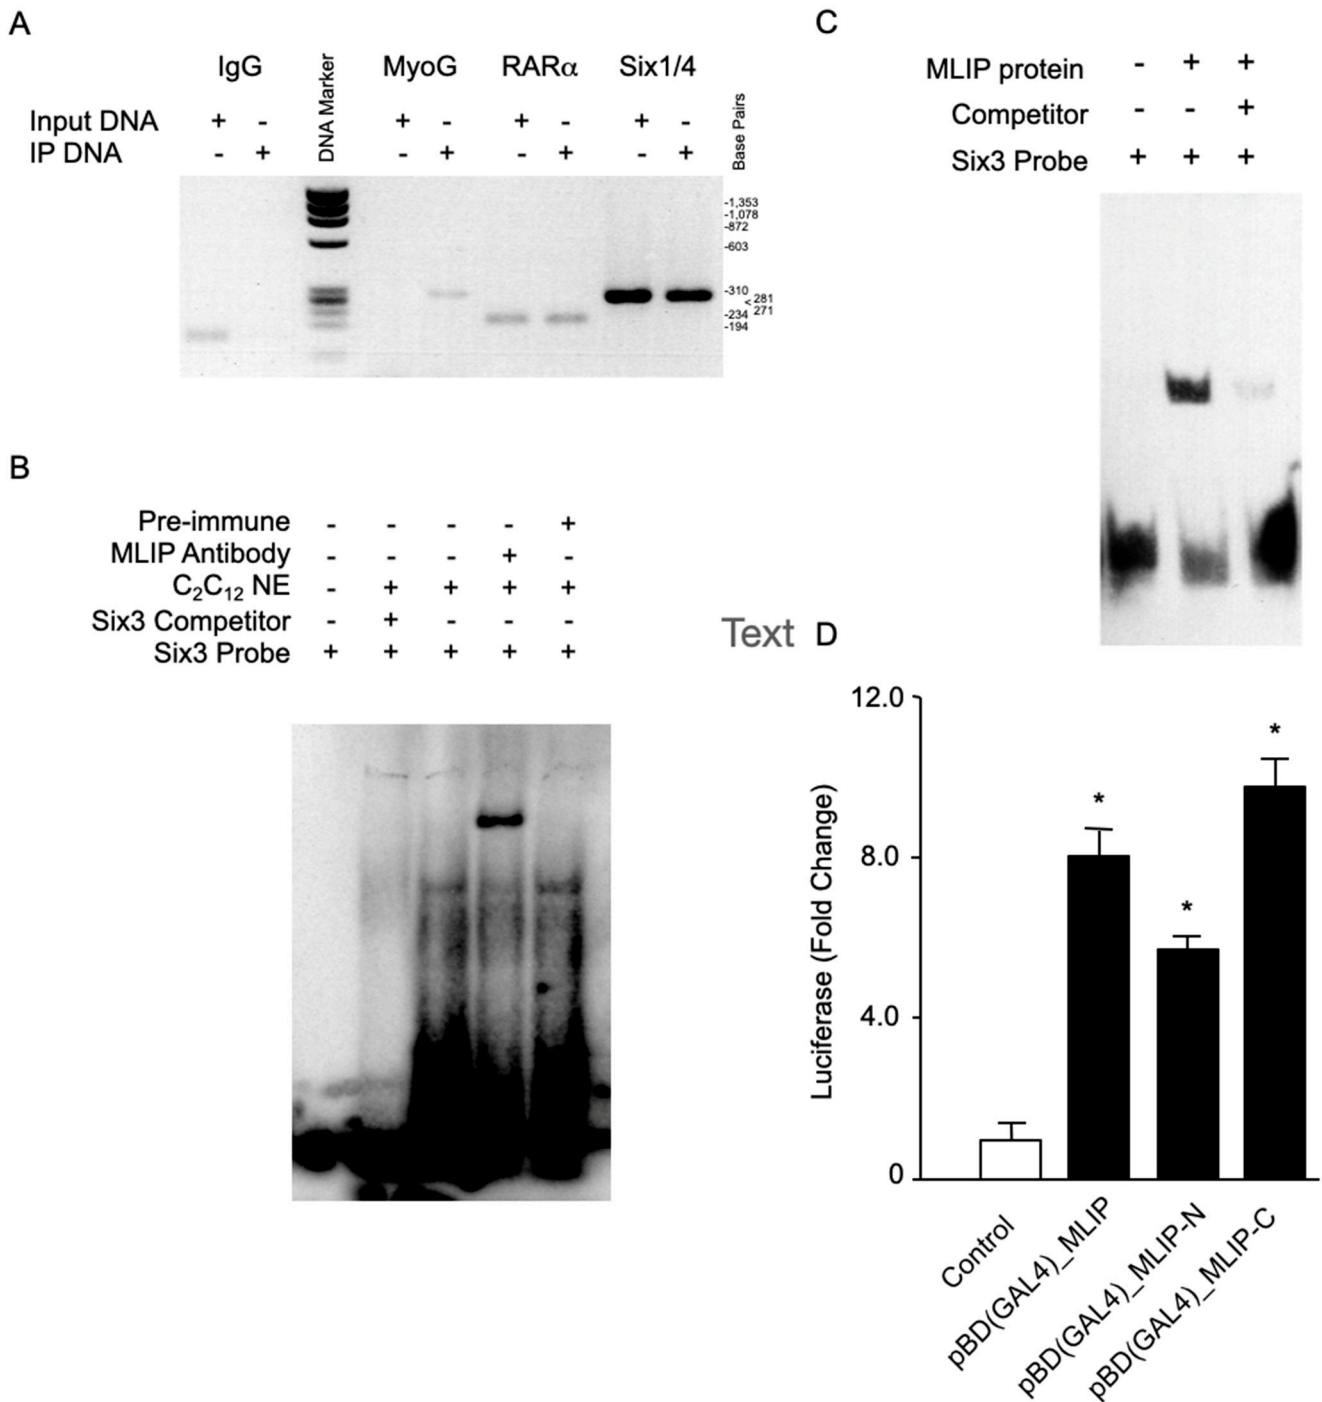 A
IgG
DNA Marker
MyoG
RARα
Six1/4
Base Pairs
Input DNA + - + - + - + -
IP DNA - + - + - + - +
-1,353
-1,078
-872
-603
-310
< 281
271
-234
-194
B
Pre-immune - - - - +
MLIP Antibody - - - + -
C₂C₁₂ NE - + + + +
Six3 Competitor - + - - -
Six3 Probe + + + + +
C
MLIP protein - + +
Competitor - - +
Six3 Probe + + +
Text
D
Luciferase (Fold Change)
12.0
8.0
4.0
0
* * *
Control
pBD(GAL4)_MLIP
pBD(GAL4)_MLIP-N
pBD(GAL4)_MLIP-C